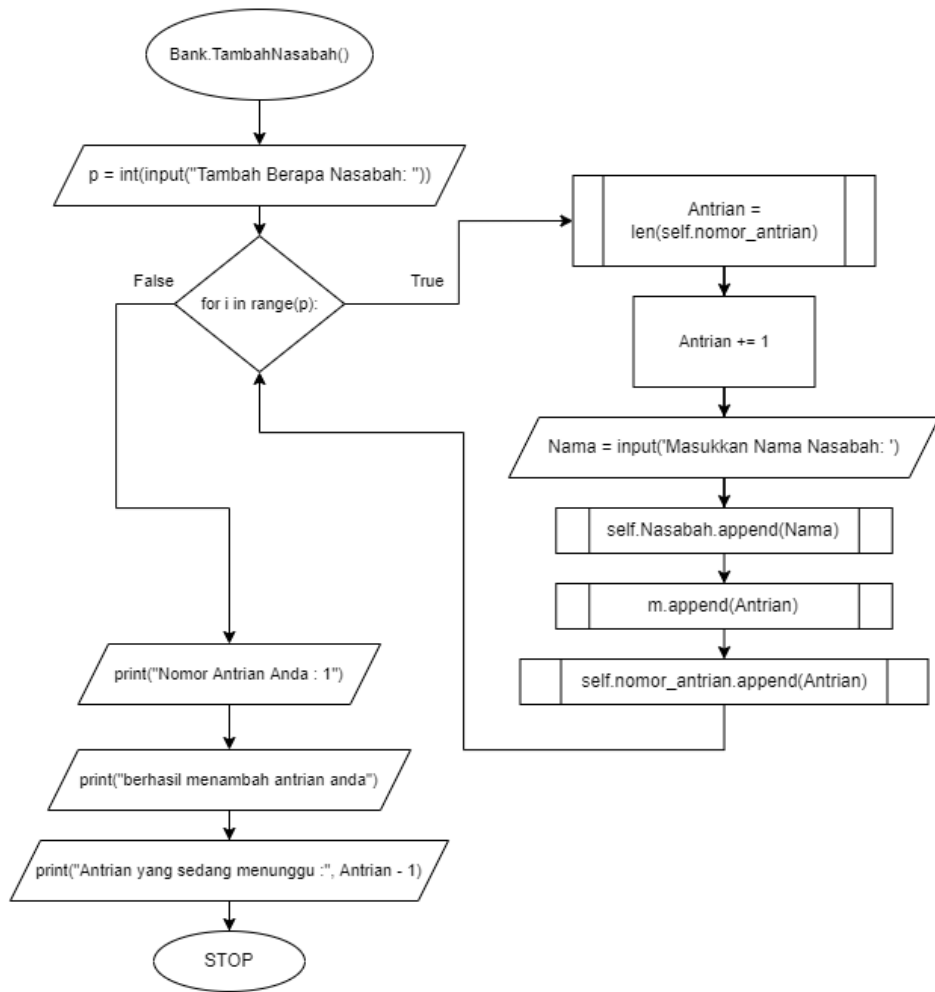 Bank.TambahNasabah()
p = int(input("Tambah Berapa Nasabah: "))
False
True
for i in range(p):
Antrian =
len(self.nomor_antrian)
Antrian += 1
Nama = input('Masukkan Nama Nasabah: ')
self.Nasabah.append(Nama)
m.append(Antrian)
self.nomor_antrian.append(Antrian)
print("Nomor Antrian Anda : 1")
print("berhasil menambah antrian anda")
print("Antrian yang sedang menunggu :", Antrian - 1)
STOP